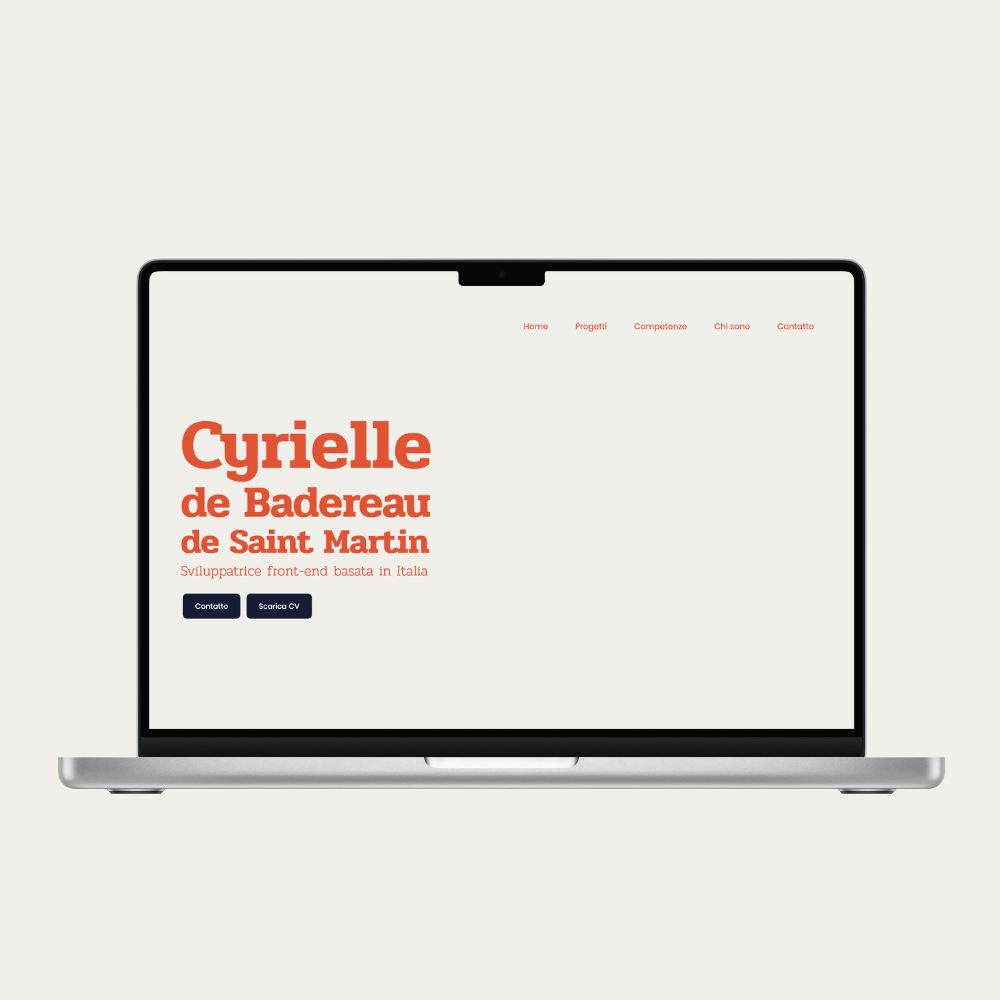 Home Progetti Competenze Chi sono Contatto
Cyrielle
de Badereau
de Saint Martin
Sviluppatrice front-end basata in Italia
Contatto Scarica CV